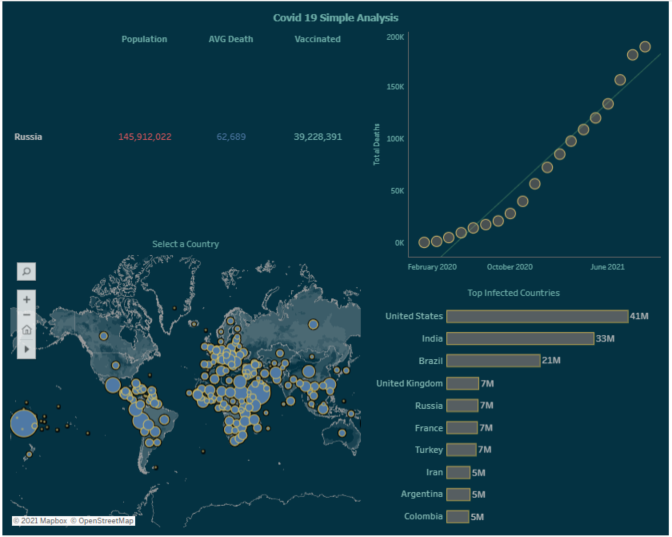 Covid 19 Simple Analysis
Population AVG Death Vaccinated
Russia 145,912,022 62,689 39,228,391
Total Deaths
200K
150K
100K
50K
0K
February 2020 October 2020 June 2021
Select a Country
© 2021 Mapbox © OpenStreetMap
Top Infected Countries
United States 41M
India 33M
Brazil 21M
United Kingdom 7M
Russia 7M
France 7M
Turkey 7M
Iran 5M
Argentina 5M
Colombia 5M